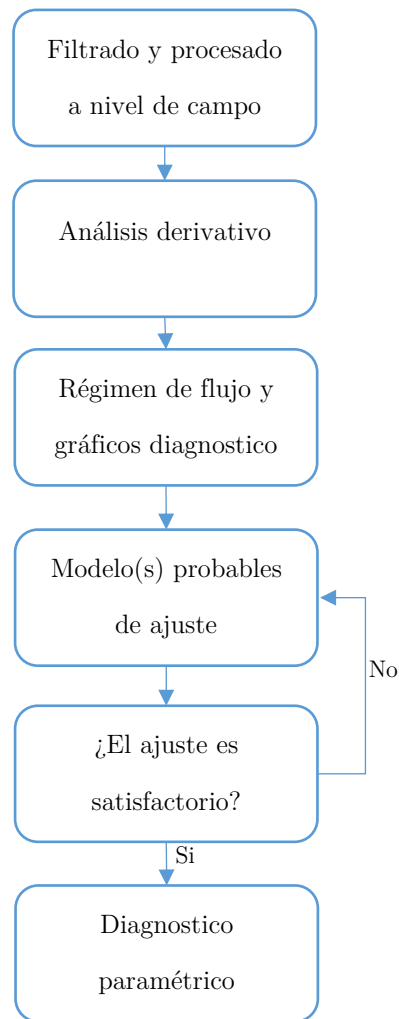 Filtrado y procesado
a nivel de campo
Análisis derivativo
Régimen de flujo y
gráficos diagnostico
Modelo(s) probables
de ajuste
No
¿El ajuste es
satisfactorio?
Si
Diagnostico
paramétrico